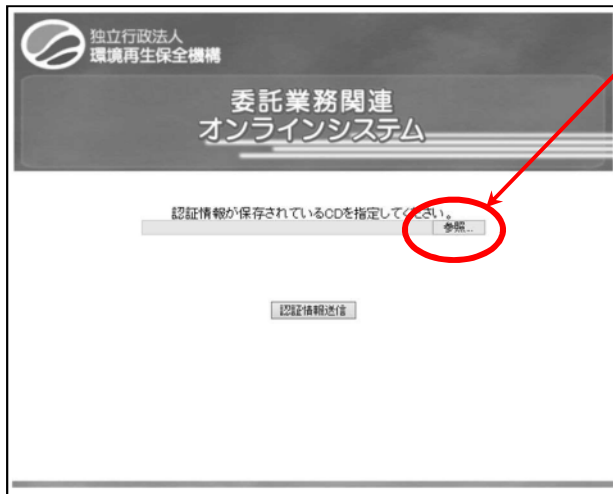 独立行政法人
環境再生保全機構
委託業務関連
オンラインシステム
認証情報が保存されているCDを指定してください。
参照...
認証情報送信